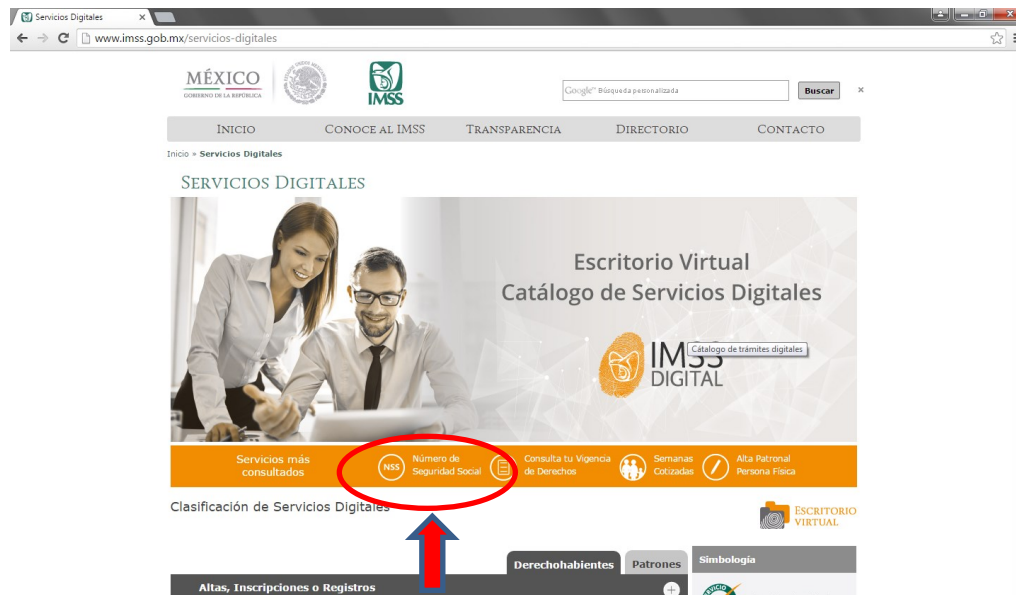 Servicios Digitales
www.imss.gob.mx/servicios-digitales
MÉXICO
GOBIERNO DE LA REPÚBLICA
IMSS
Google™ Búsqueda personalizada
Buscar
INICIO
CONOCE AL IMSS
TRANSPARENCIA
DIRECTORIO
CONTACTO
Inicio » Servicios Digitales
SERVICIOS DIGITALES
Escritorio Virtual
Catálogo de Servicios Digitales
IMSS
DIGITAL
Cátalogo de trámites digitales
Servicios más
consultados
NSS
Número de
Seguridad Social
Consulta tu Vigencia
de Derechos
Semanas
Cotizadas
Alta Patronal
Persona Física
Clasificación de Servicios Digitales
ESCRITORIO
VIRTUAL
Derechohabientes
Patrones
Simbología
Altas, Inscripciones o Registros